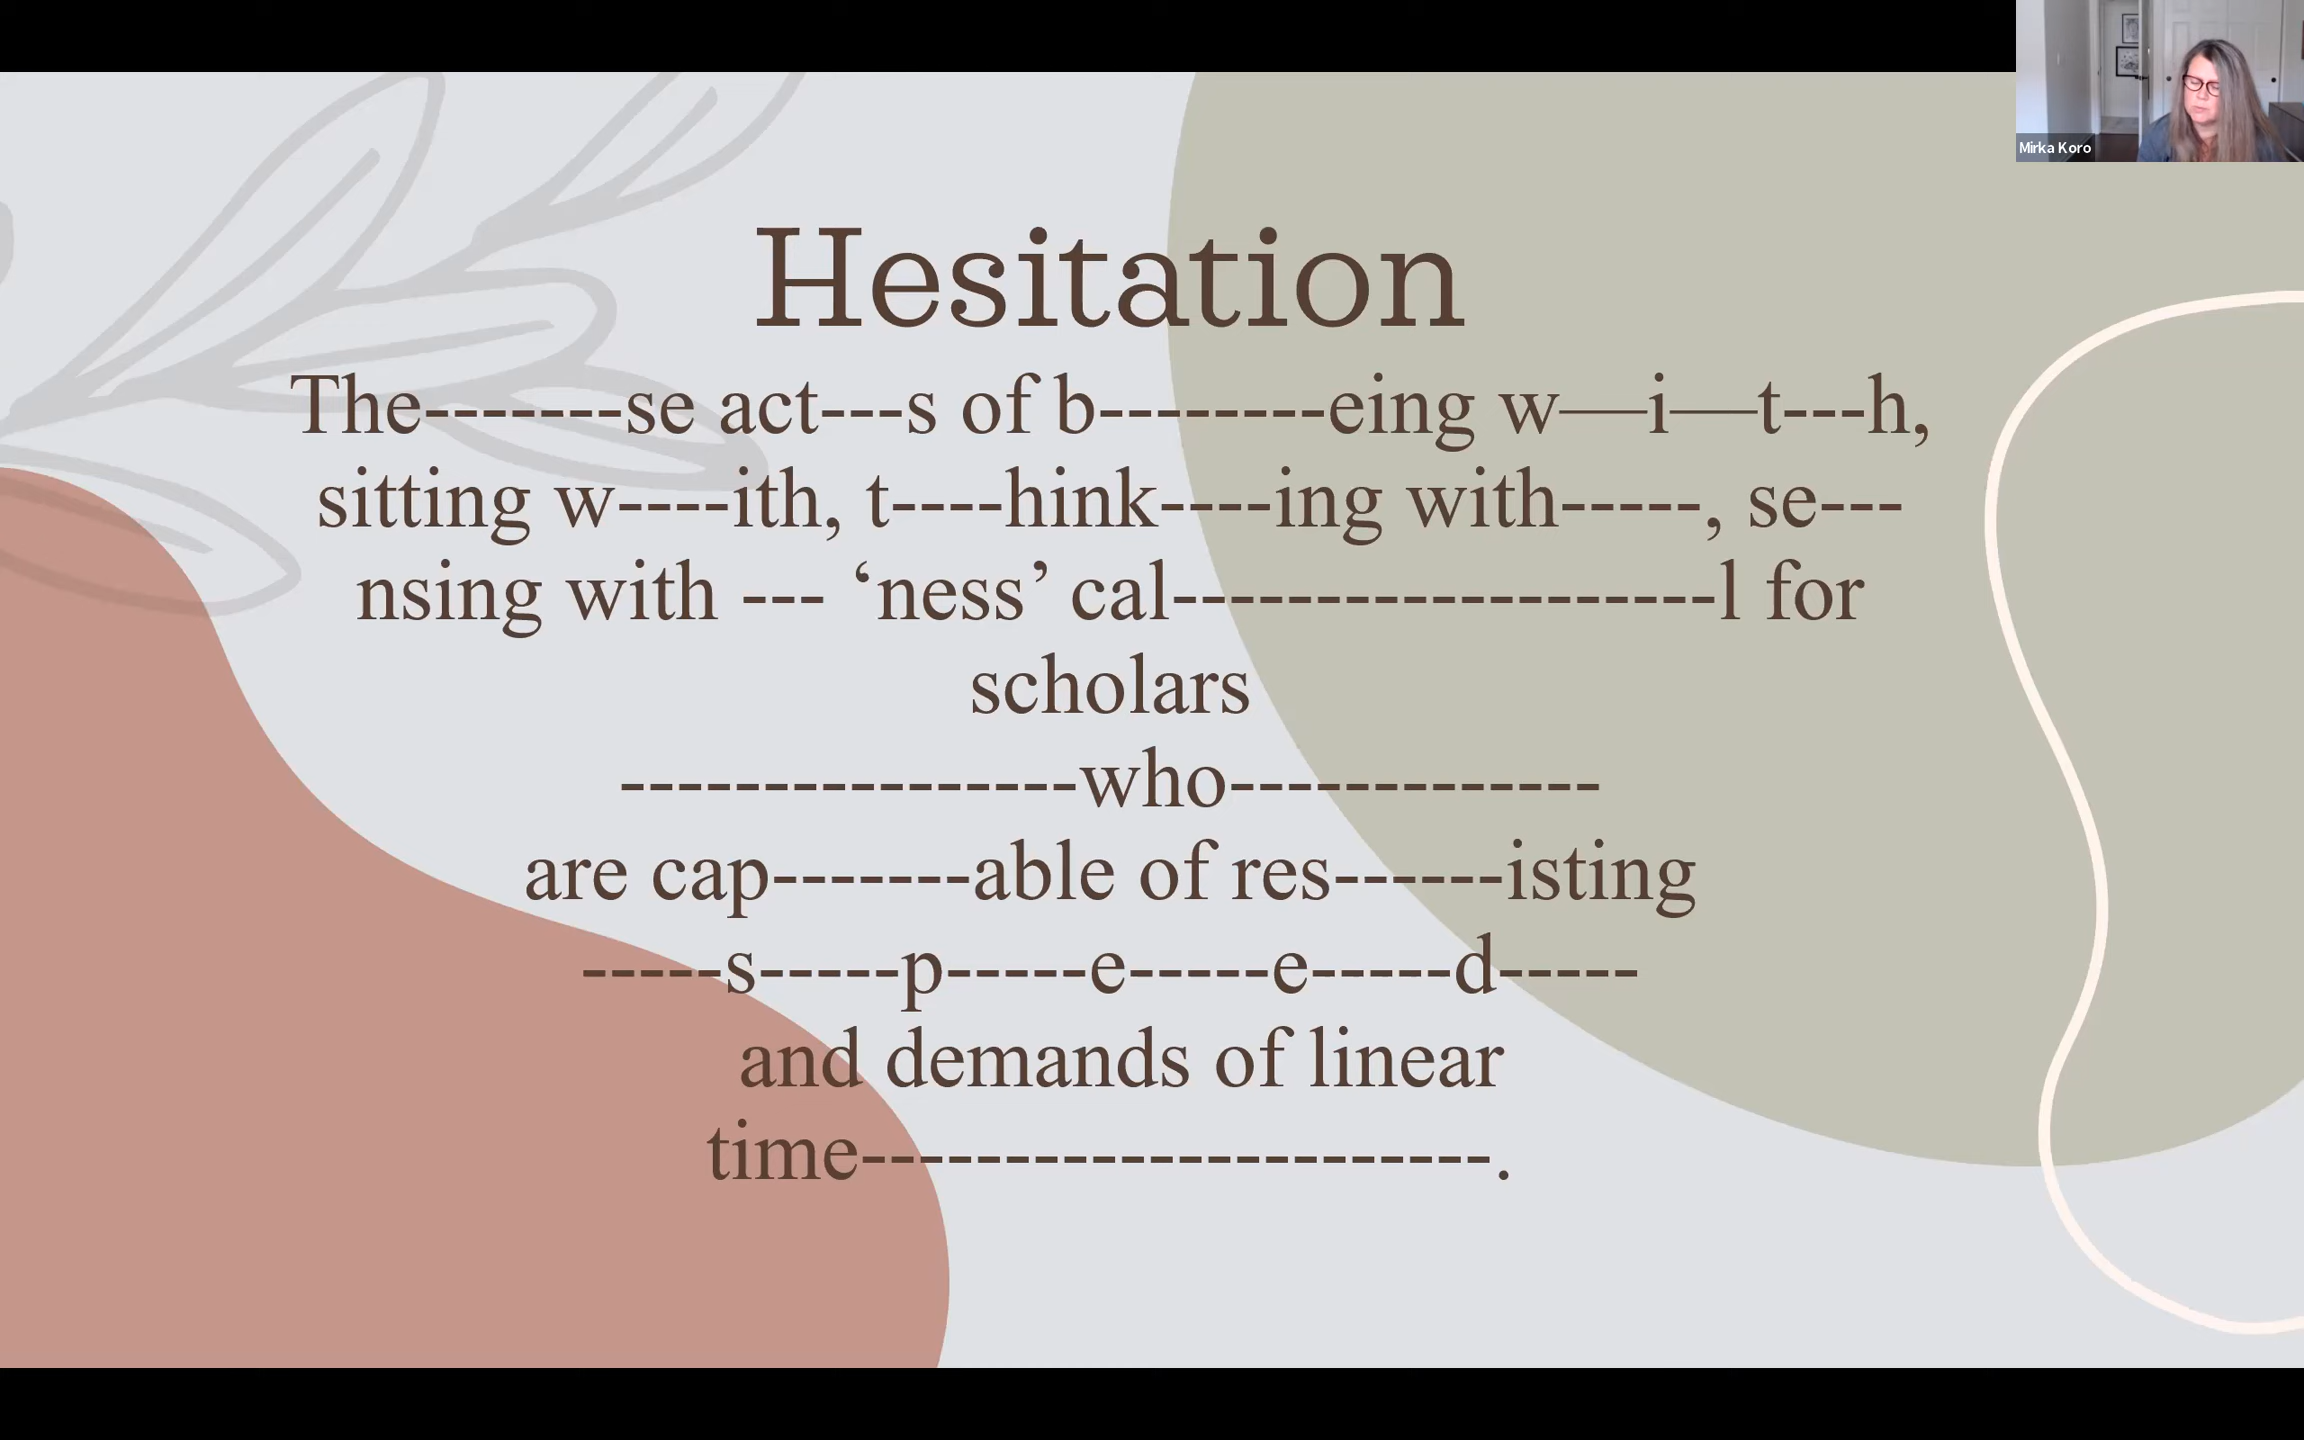 Mirka Koro
Hesitation
The-------se act---s of b--------eing w—i—t---h,
sitting w----ith, t----hink----ing with-----, se---
nsing with --- ‘ness’ cal-------------------l for
scholars
----------------who-------------
are cap-------able of res------isting
-----s-----p-----e-----e-----d-----
and demands of linear
time----------------------.